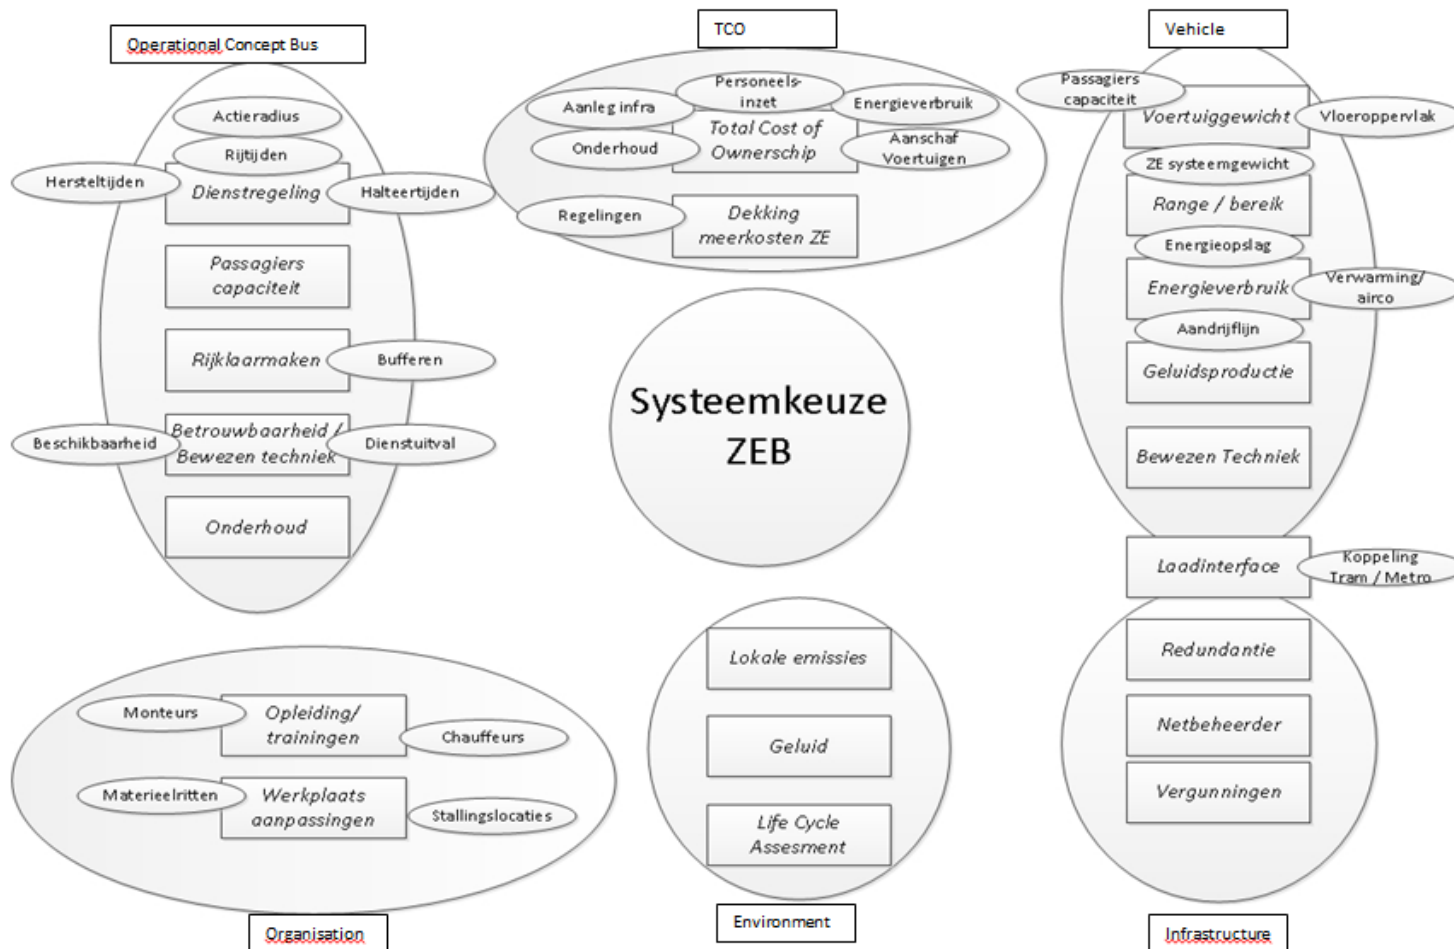 Operational Concept Bus
Actieradius
Rijtijden
Hersteltijden
Dienstregeling
Halteertijden
Passagiers
capaciteit
Rijklaarmaken
Bufferen
Beschikbaarheid
Betrouwbaarheid /
Bewezen techniek
Dienstuitval
Onderhoud
TCO
Personeels-
inzet
Aanleg infra
Energieverbruik
Total Cost of
Ownerschip
Onderhoud
Aanschaf
Voertuigen
Regelingen
Dekking
meerkosten ZE
Vehicle
Passagiers
capaciteit
Voertuiggewicht
Vloeroppervlak
ZE systeemgewicht
Range / bereik
Energieopslag
Energieverbruik
Verwarming/
airco
Aandrijflijn
Geluidsproductie
Bewezen Techniek
Laadinterface
Koppeling
Tram / Metro
Systeemkeuze
ZEB
Monteurs
Opleiding/
trainingen
Chauffeurs
Materieelritten
Werkplaats
aanpassingen
Stallingslocaties
Organisation
Lokale emissies
Geluid
Life Cycle
Assesment
Environment
Redundantie
Netbeheerder
Vergunningen
Infrastructure